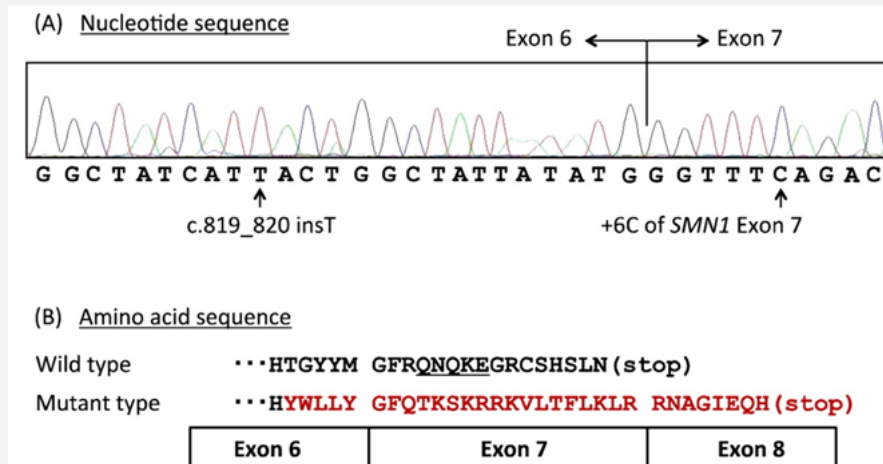 (A) Nucleotide sequence
Exon 6 Exon 7
G G C T A T C A T T A C T G G C T A T T A T A T G G G T T T C A G A C
c.819_820 insT +6C of SMN1 Exon 7
(B) Amino acid sequence
Wild type ···HTGYYM GFRQNQKEGRCSHSLN(stop)
Mutant type ···HYWLLY GFQTKSKRRKVLTFLKLR RNAGIEQH(stop)
Exon 6 Exon 7 Exon 8